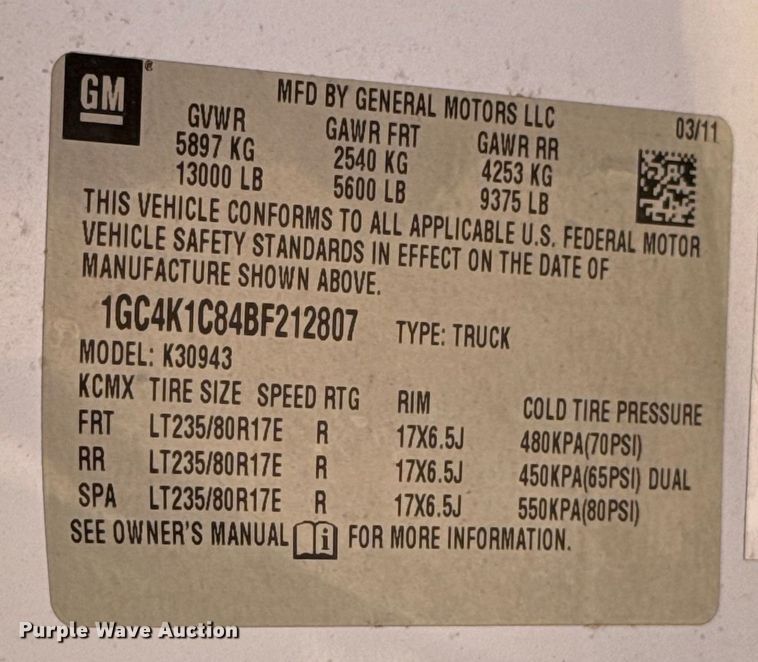 GM
MFD BY GENERAL MOTORS LLC
03/11
GVWR GAWR FRT GAWR RR
5897 KG 2540 KG 4253 KG
13000 LB 5600 LB 9375 LB
THIS VEHICLE CONFORMS TO ALL APPLICABLE U.S. FEDERAL MOTOR
VEHICLE SAFETY STANDARDS IN EFFECT ON THE DATE OF
MANUFACTURE SHOWN ABOVE.
1GC4K1C84BF212807 TYPE: TRUCK
MODEL: K30943
KCMX TIRE SIZE SPEED RTG RIM COLD TIRE PRESSURE
FRT LT235/80R17E R 17X6.5J 480KPA(70PSI)
RR LT235/80R17E R 17X6.5J 450KPA(65PSI) DUAL
SPA LT235/80R17E R 17X6.5J 550KPA(80PSI)
SEE OWNER'S MANUAL i FOR MORE INFORMATION.
Purple Wave Auction